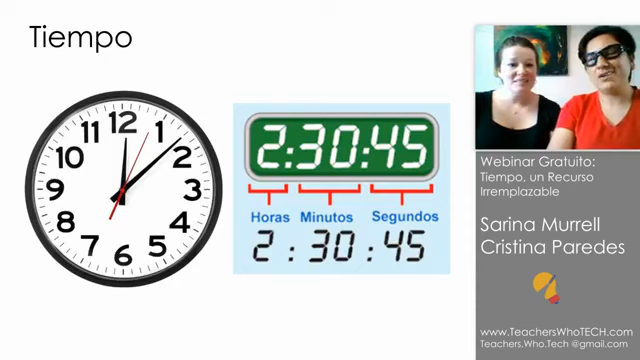 Tiempo
12
11
1
10
2
9
3
8
4
7
5
6
2:30:45
Horas Minutos Segundos
2 : 30 : 45
Webinar Gratuito:
Tiempo, un Recurso
Irremplazable
Sarina Murrell
Cristina Paredes
www.TeachersWhoTECH.com
Teachers.Who.Tech @gmail.com